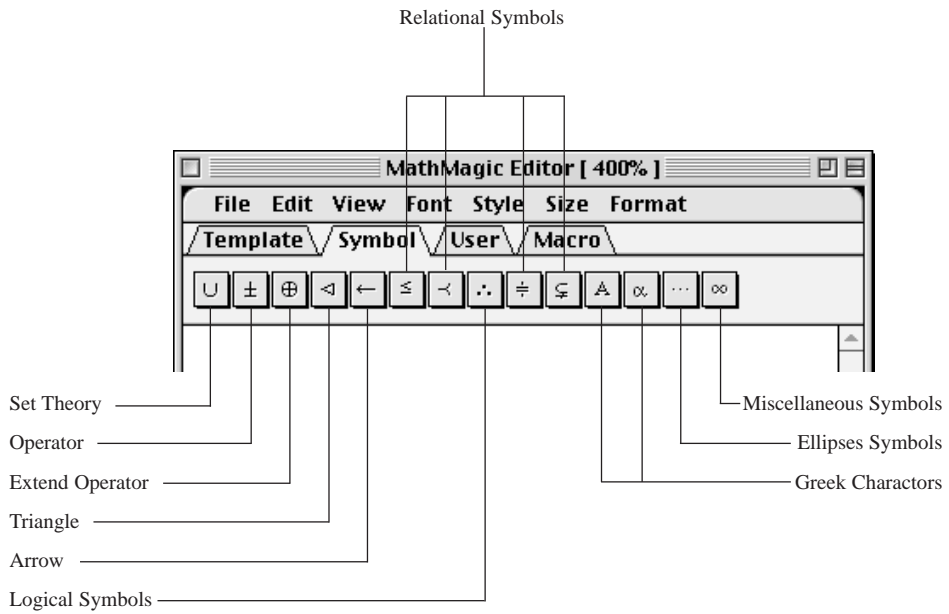 Relational Symbols
MathMagic Editor [ 400% ]
File Edit View Font Style Size Format
Template Symbol User Macro
∪ ± ⊕ ⊲ ← ≤ ≺ ∴ ≑ ⊊ A α ··· ∞
Set Theory
Miscellaneous Symbols
Operator
Ellipses Symbols
Extend Operator
Greek Charactors
Triangle
Arrow
Logical Symbols